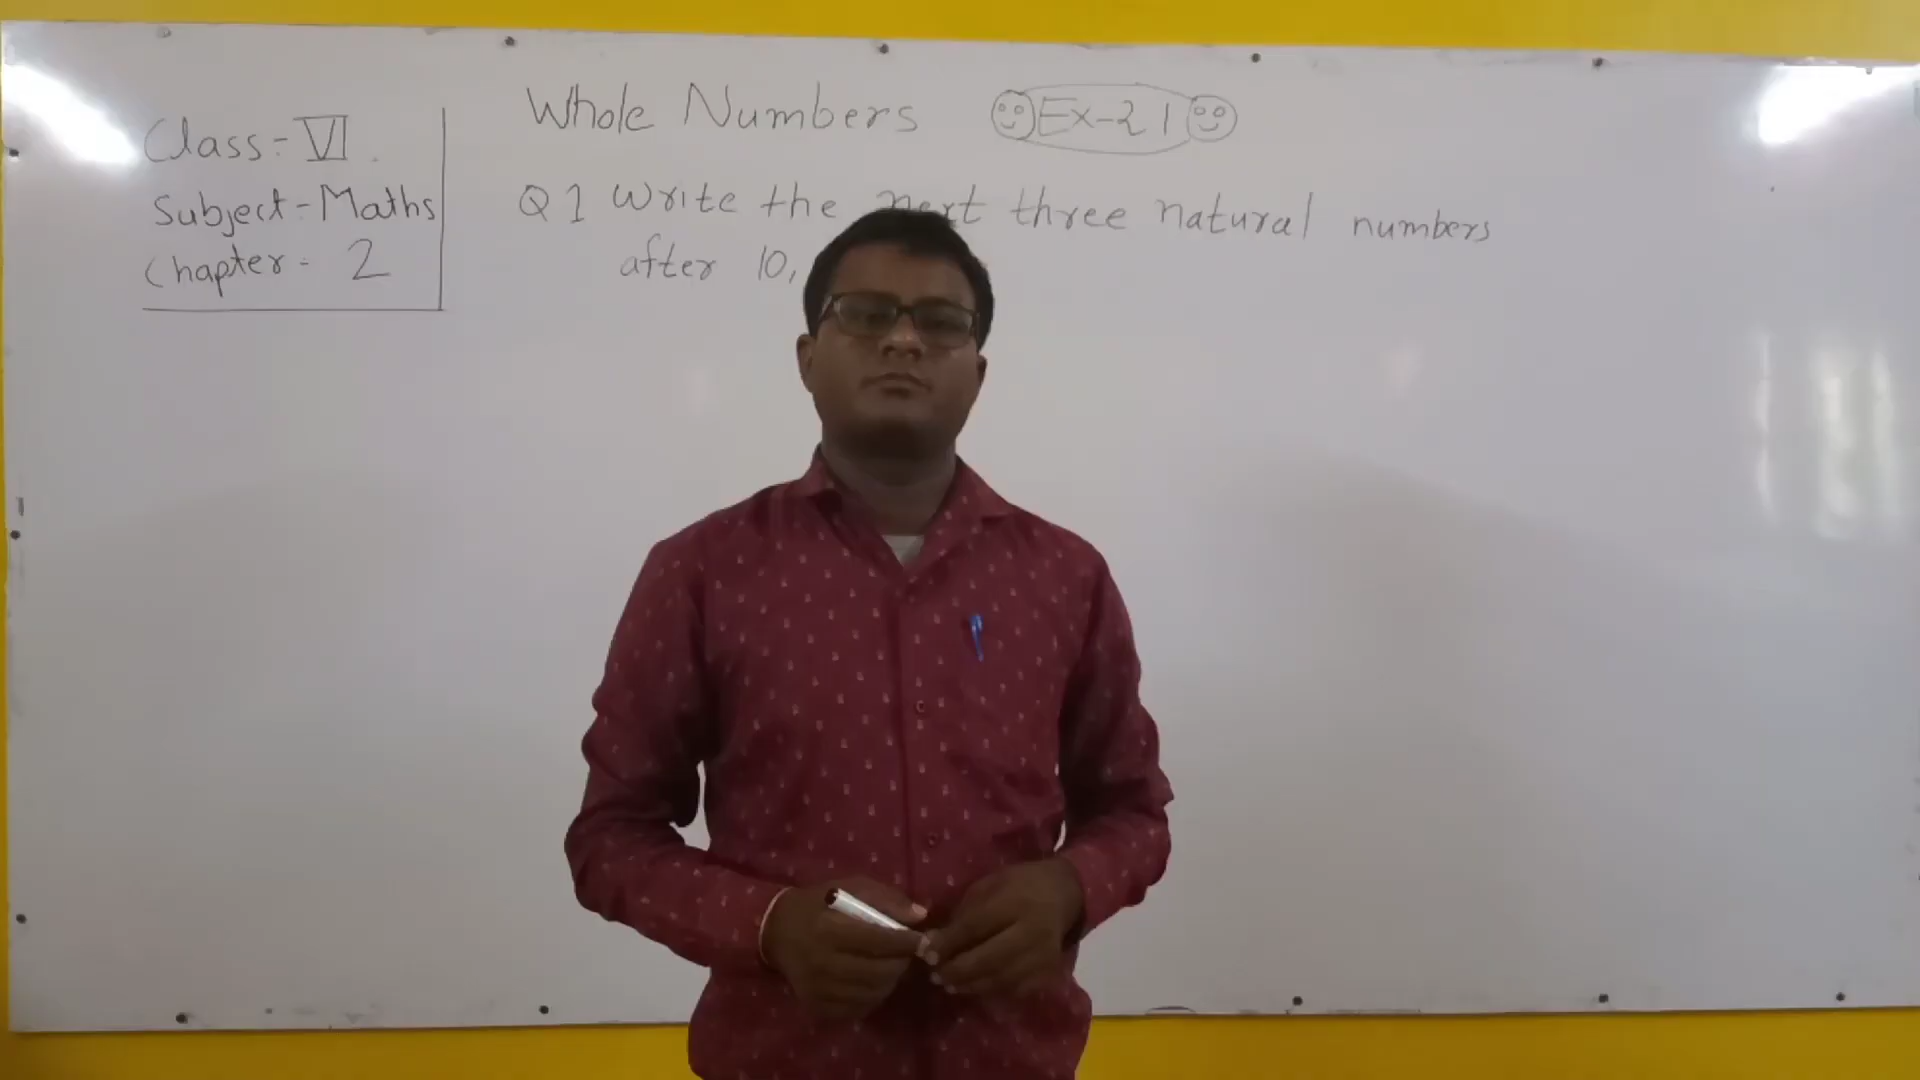 Class:- VI.
Subject:- Maths
Chapter:- 2
Whole Numbers Ex-2.1
Q 1 Write the next three natural numbers
after 10,